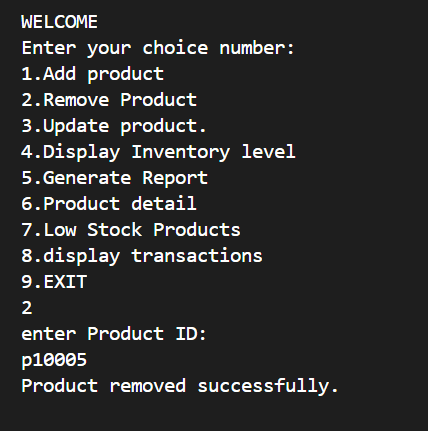 WELCOME
Enter your choice number:
1.Add product
2.Remove Product
3.Update product.
4.Display Inventory level
5.Generate Report
6.Product detail
7.Low Stock Products
8.display transactions
9.EXIT
2
enter Product ID:
p10005
Product removed successfully.